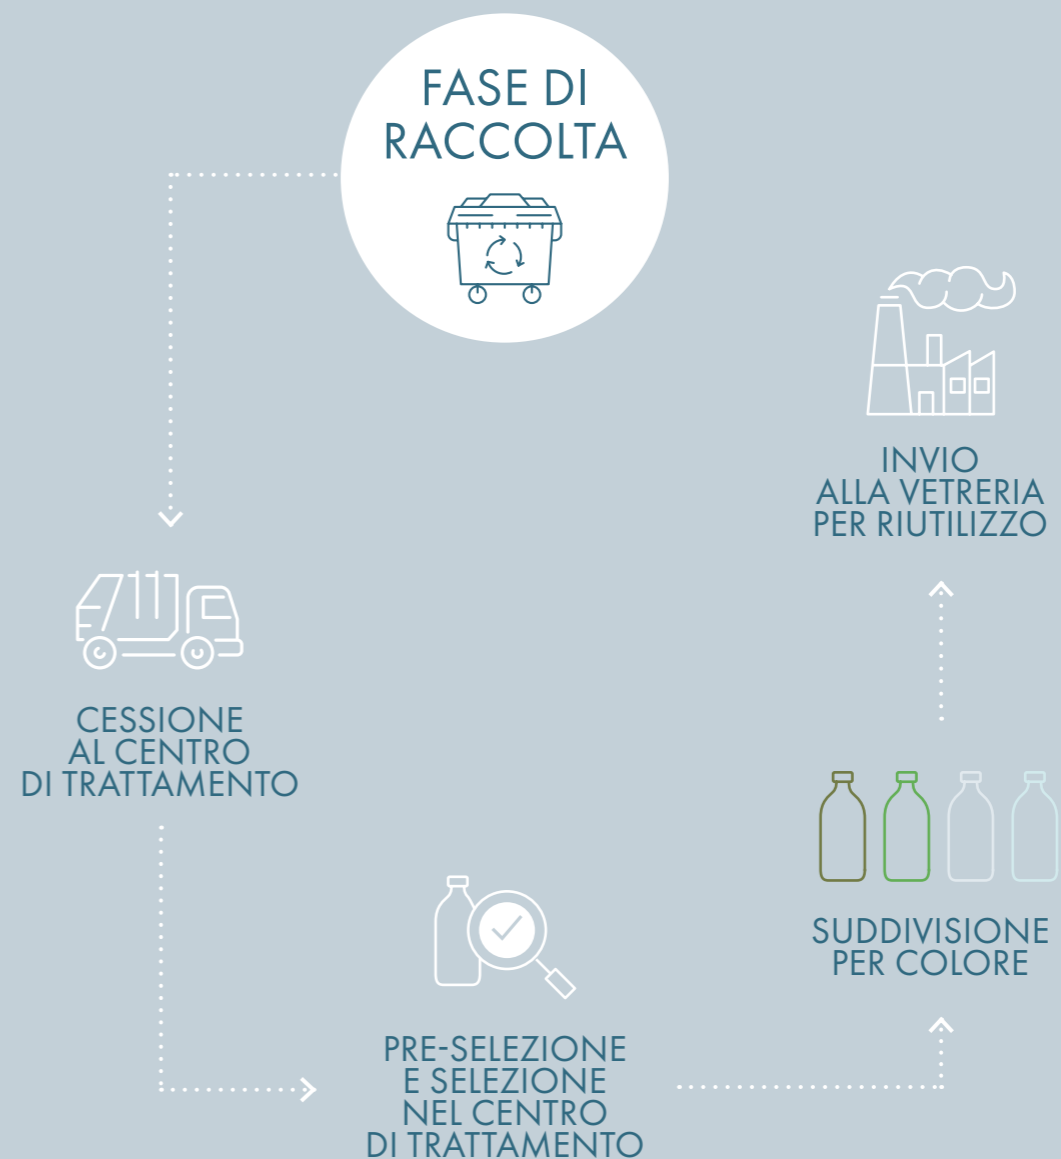 FASE DI
RACCOLTA
CESSIONE
AL CENTRO
DI TRATTAMENTO
PRE-SELEZIONE
E SELEZIONE
NEL CENTRO
DI TRATTAMENTO
SUDDIVISIONE
PER COLORE
INVIO
ALLA VETRERIA
PER RIUTILIZZO